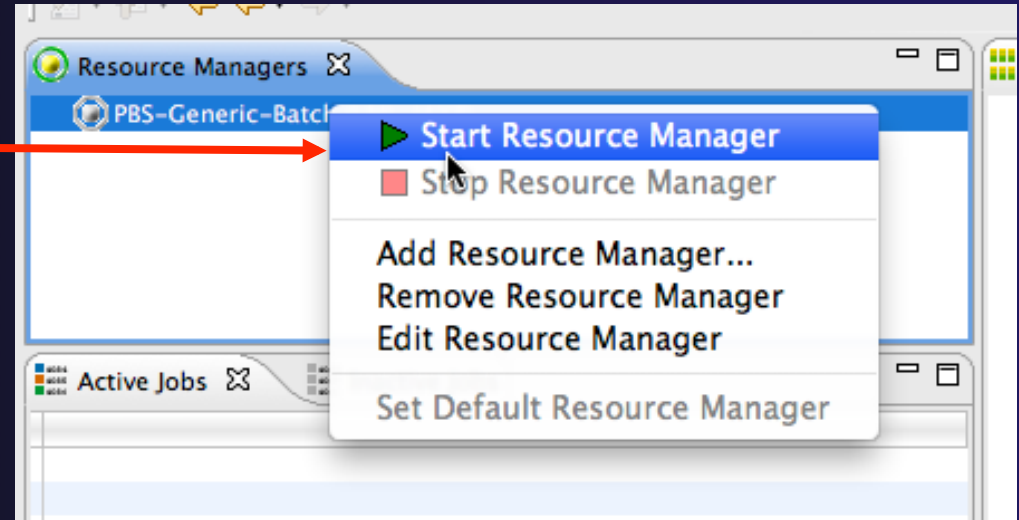 Resource Managers
PBS-Generic-Batch
Start Resource Manager
Stop Resource Manager
Add Resource Manager...
Remove Resource Manager
Edit Resource Manager
Active Jobs
Set Default Resource Manager